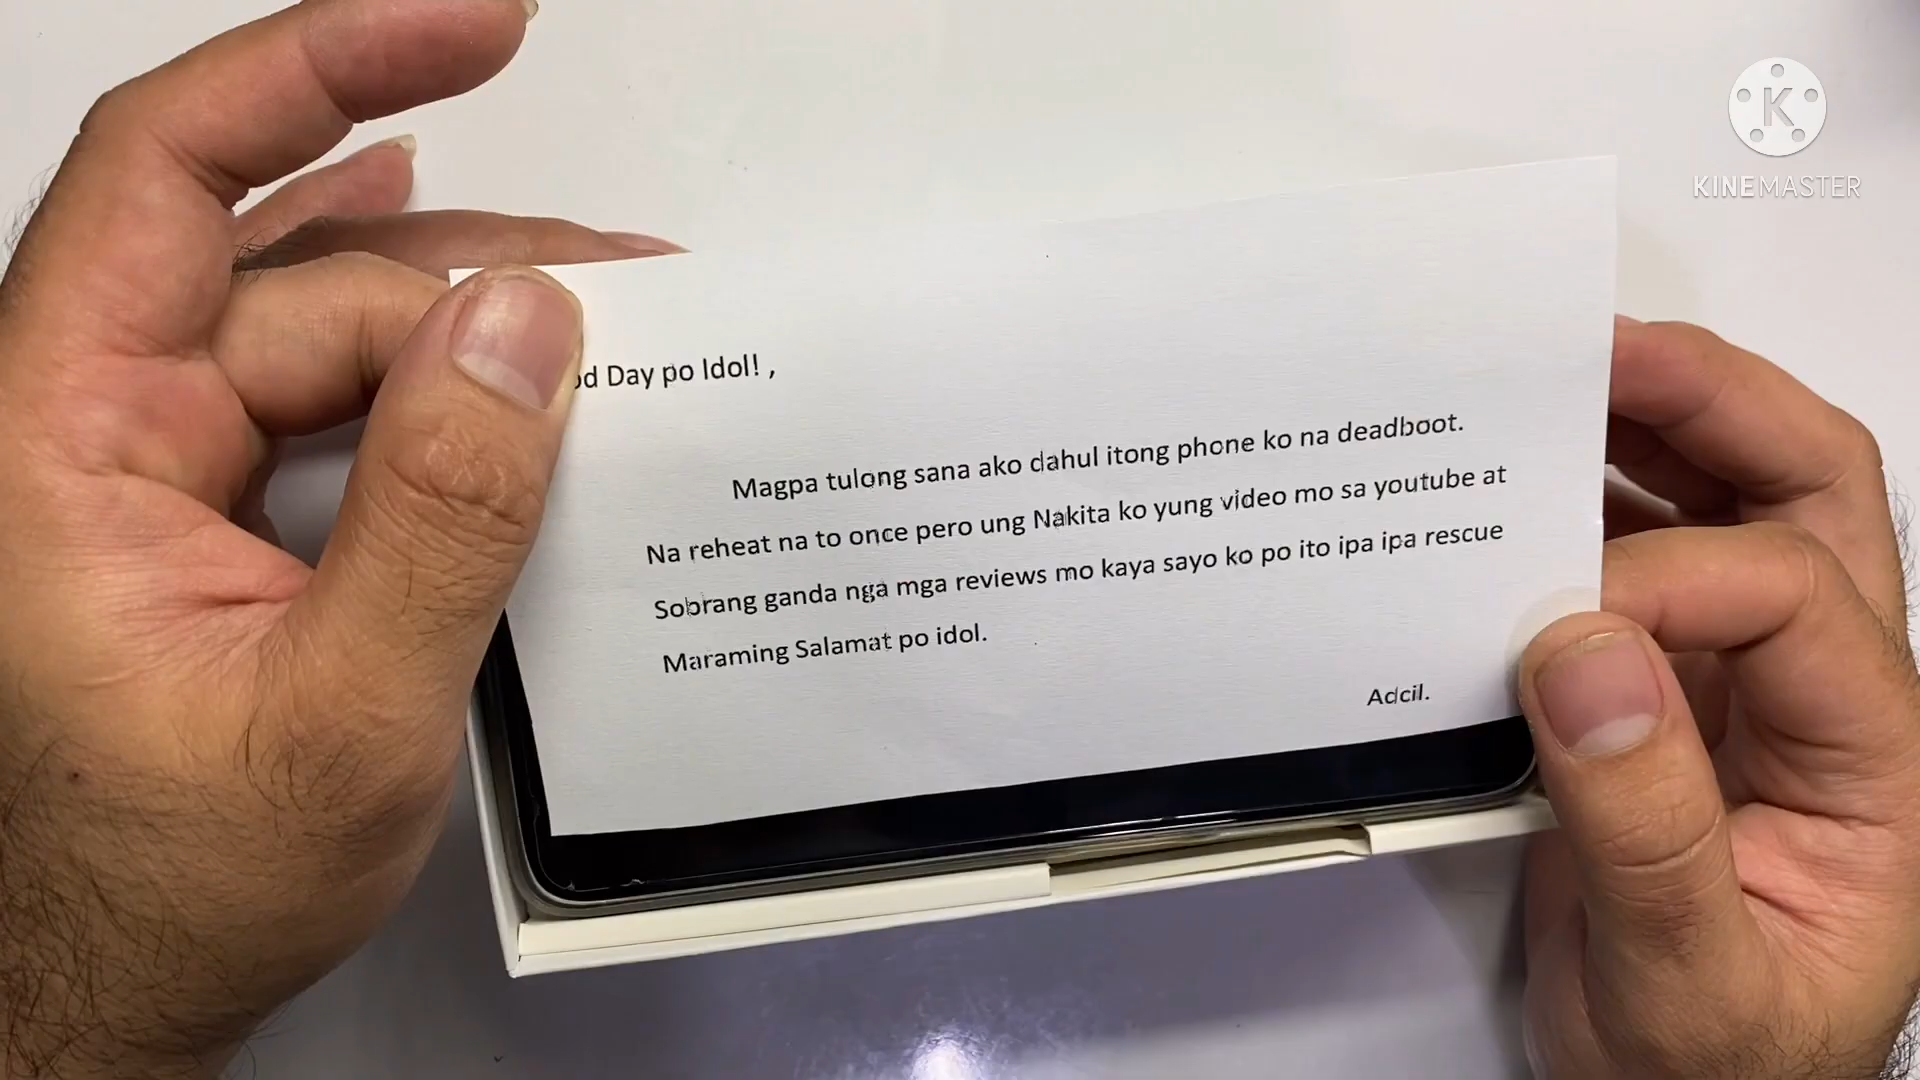 KINEMASTER
Day po Idol! ,
Magpa tulong sana ako dahul itong phone ko na deadboot.
Na reheat na to once pero ung Nakita ko yung video mo sa youtube at
Sobrang ganda nga mga reviews mo kaya sayo ko po ito ipa ipa rescue
Maraming Salamat po idol.
Adcil.